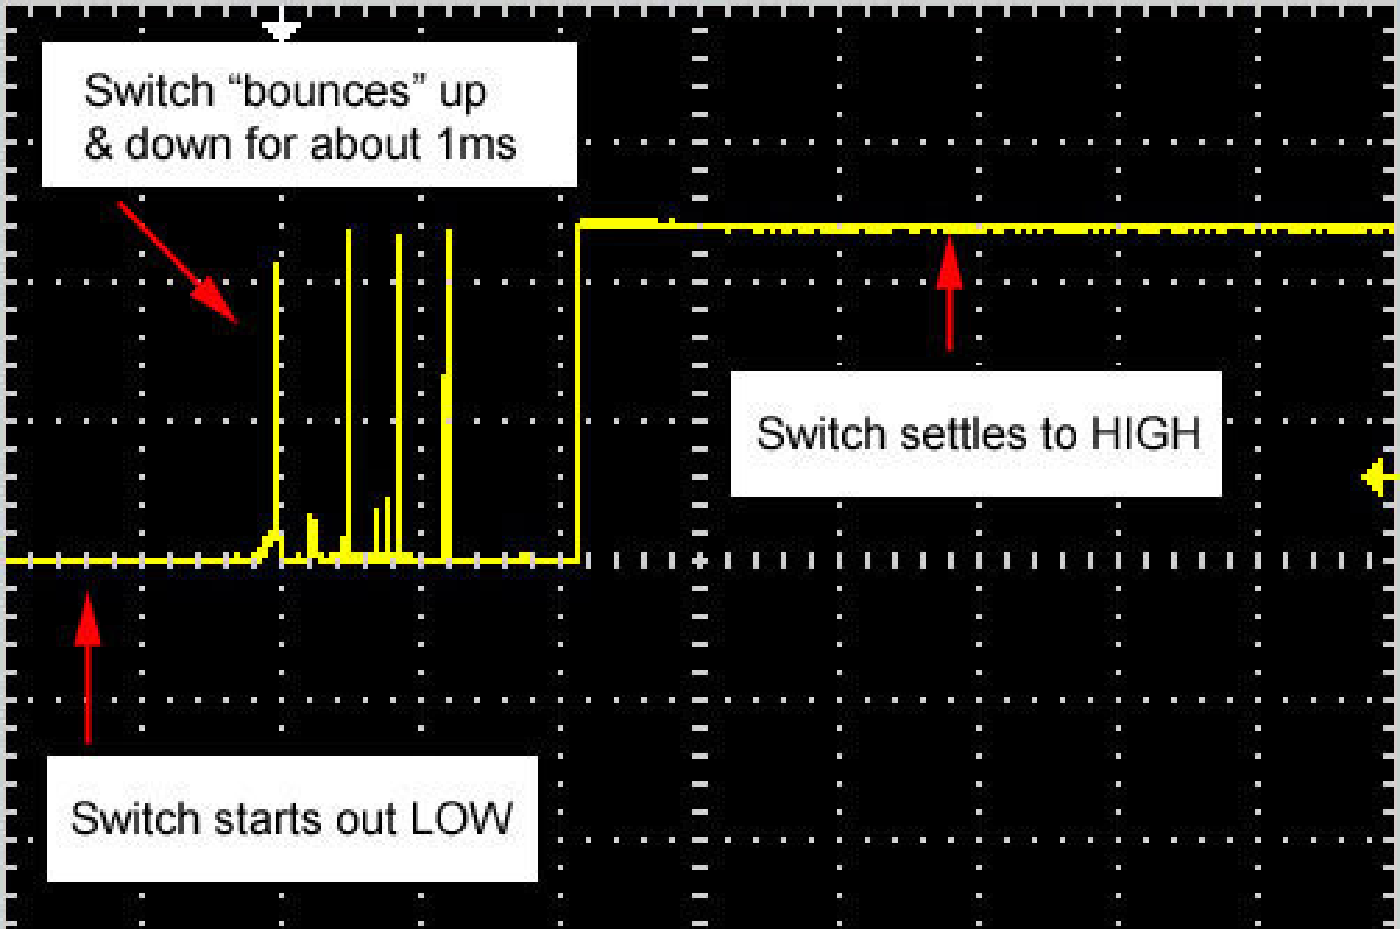 Switch “bounces” up
& down for about 1ms
Switch settles to HIGH
Switch starts out LOW